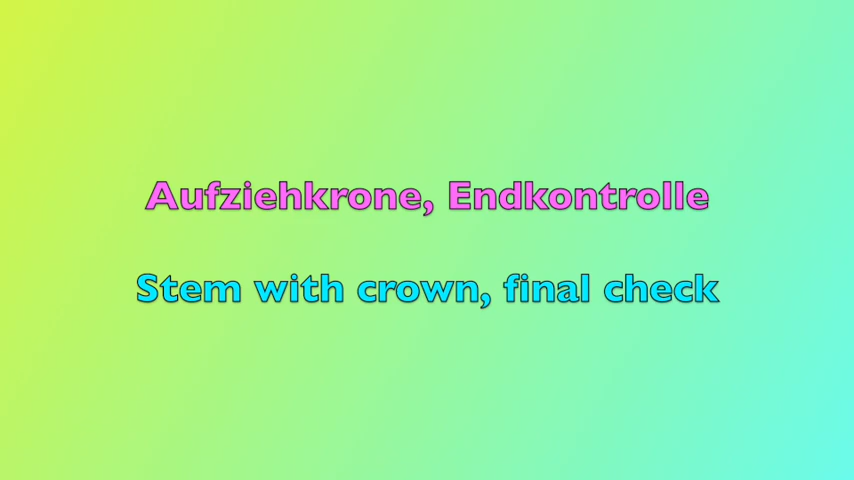 Aufziehkrone, Endkontrolle
Stem with crown, final check